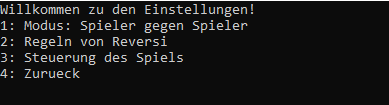 Willkommen zu den Einstellungen!
1: Modus: Spieler gegen Spieler
2: Regeln von Reversi
3: Steuerung des Spiels
4: Zurueck